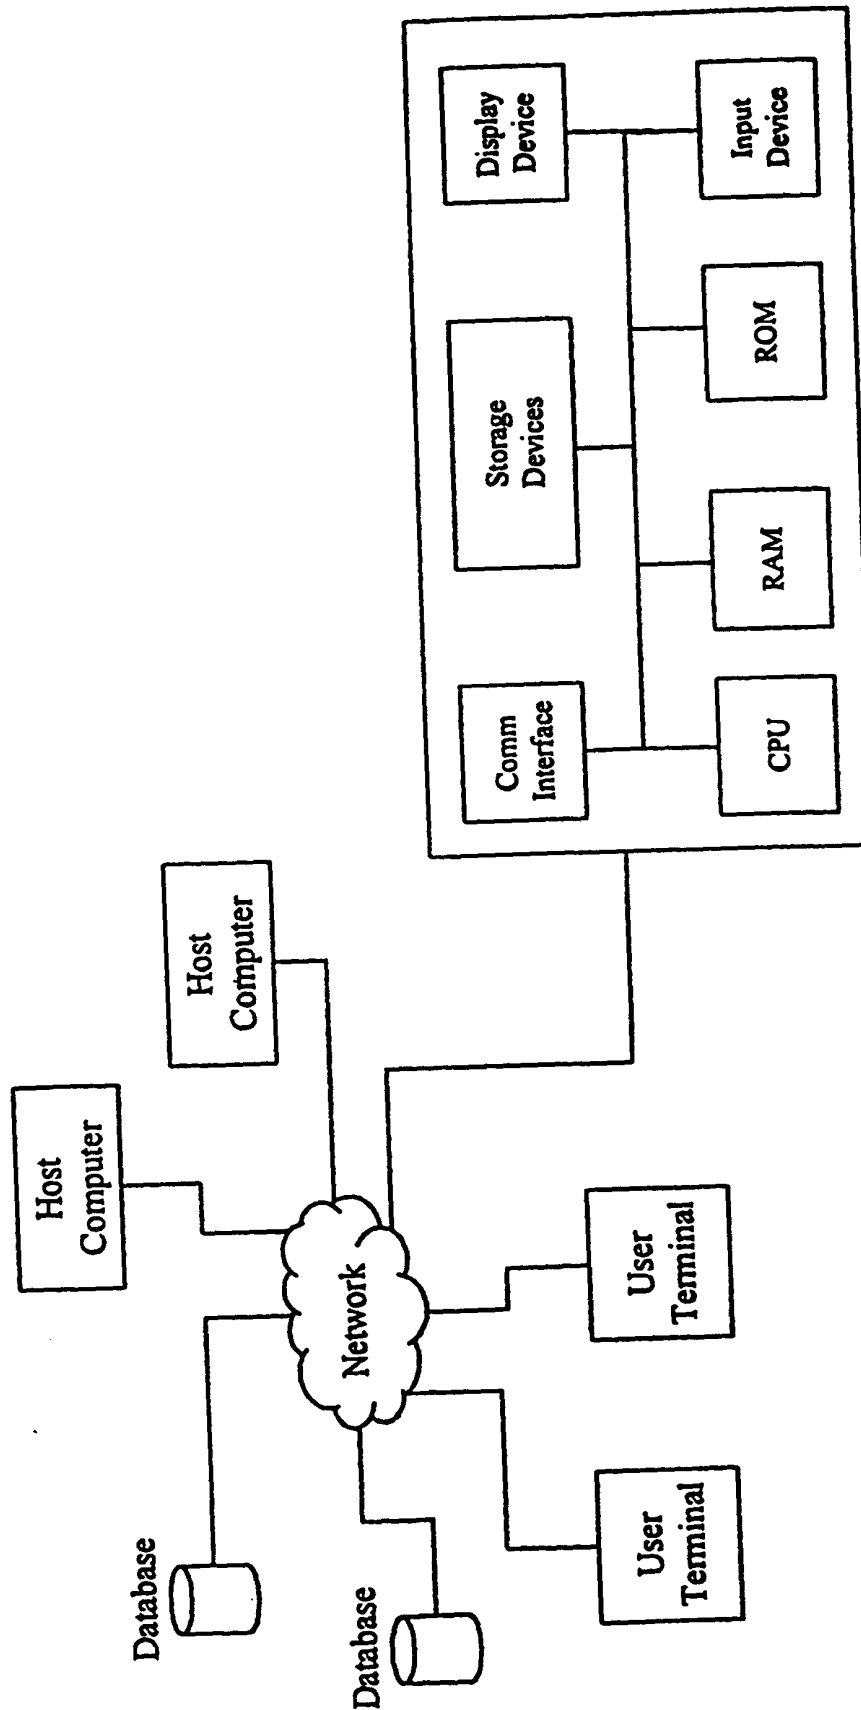 Database
Database
Host
Computer
Host
Computer
Network
User
Terminal
User
Terminal
Comm
Interface
Storage
Devices
Display
Device
CPU
RAM
ROM
Input
Device